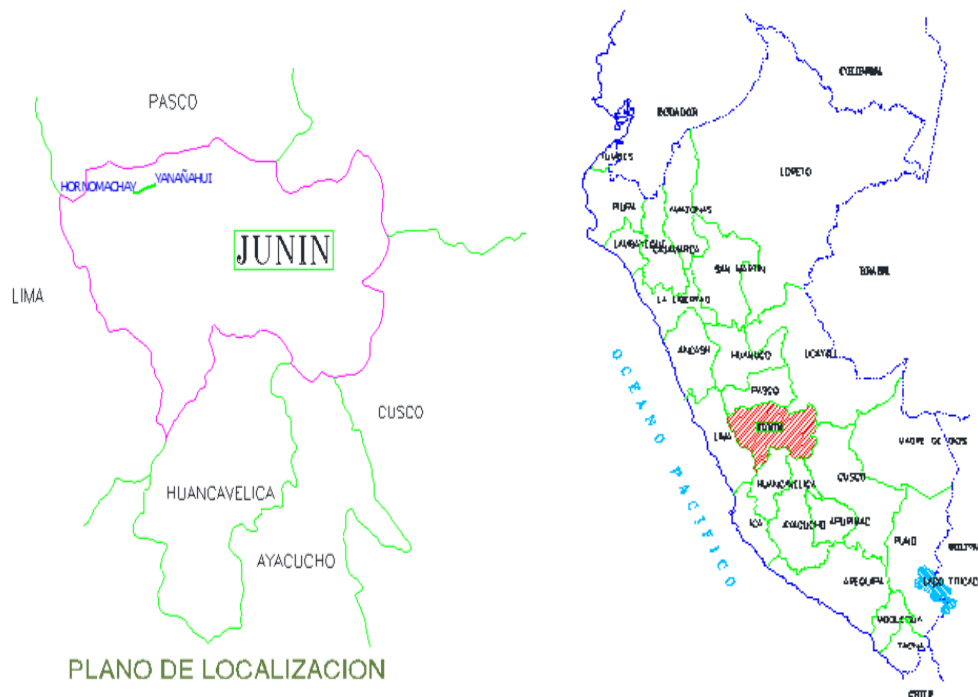 PASCO
HORNOMACHAY
YANAÑAHUI
JUNIN
LIMA
CUSCO
HUANCAVELICA
AYACUCHO
PLANO DE LOCALIZACION
COLOMBIA
ECUADOR
TUMBES
LORETO
PIURA
AMAZONAS
LAMBAYEQUE
CAJAMARCA
SAN MARTIN
BRASIL
LA LIBERTAD
ANCASH
HUANUCO
UCAYALI
PASCO
JUNIN
LIMA
MADRE DE DIOS
CUSCO
HUANCAVELICA
OCEANO PACIFICO
ICA
AYACUCHO
APURIMAC
PUNO
BOLIVIA
AREQUIPA
LAGO TITICACA
MOQUEGUA
TACNA
CHILE